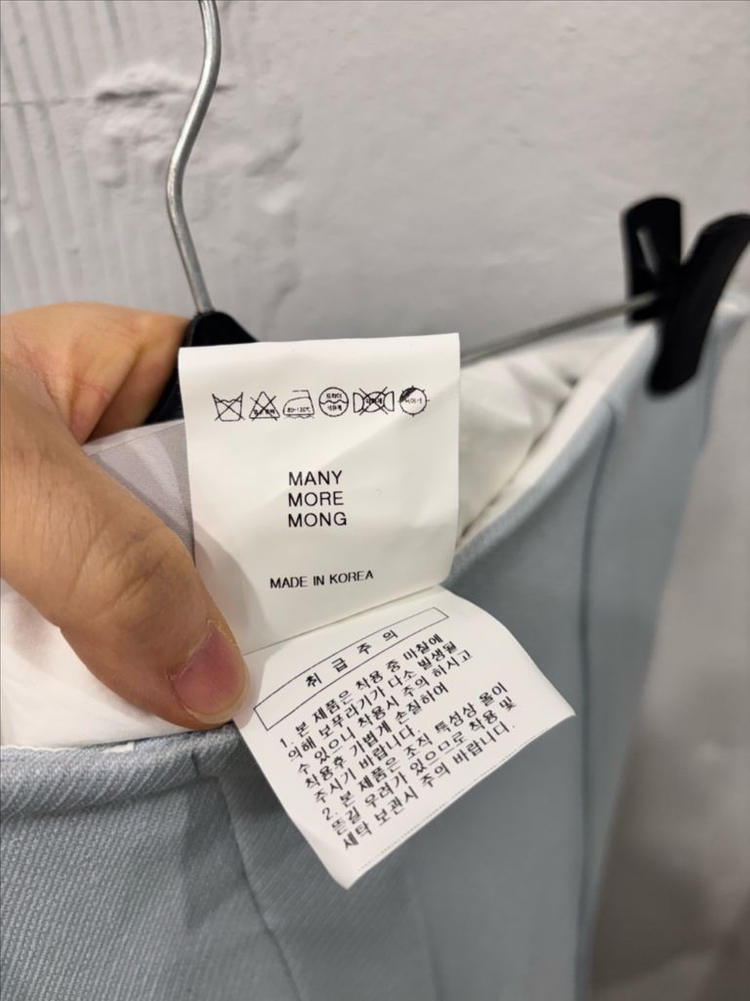 80~120℃
드라이
MANY
MORE
MONG
MADE IN KOREA
취 급 주 의
1. 본 제품은 착용 중 마찰에
의해 보푸라기가 다소 발생될
수 있으니 착용시 주의 하시고
착용후 가볍게 손질하여
주시기 바랍니다.
2. 본 제품은 조직 특성상 올이
뜯길 우려가 있으므로 착용 및
세탁 보관시 주의 바랍니다.